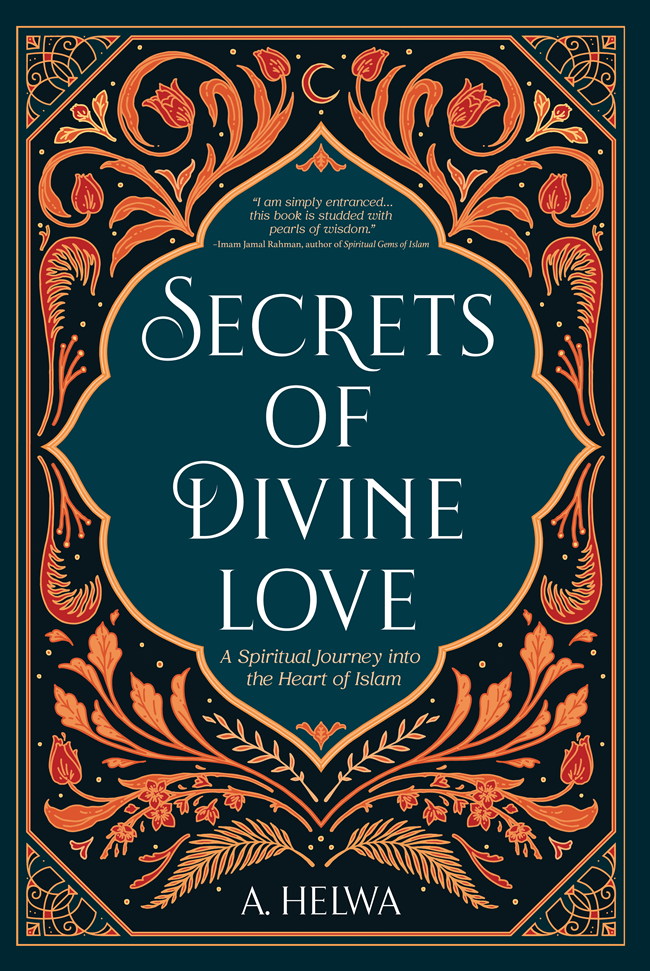 “I am simply entranced...
this book is studded with
pearls of wisdom.”
–Imam Jamal Rahman, author of Spiritual Gems of Islam
SECRETS
OF
DIVINE
LOVE
A Spiritual Journey into
the Heart of Islam
A. HELWA